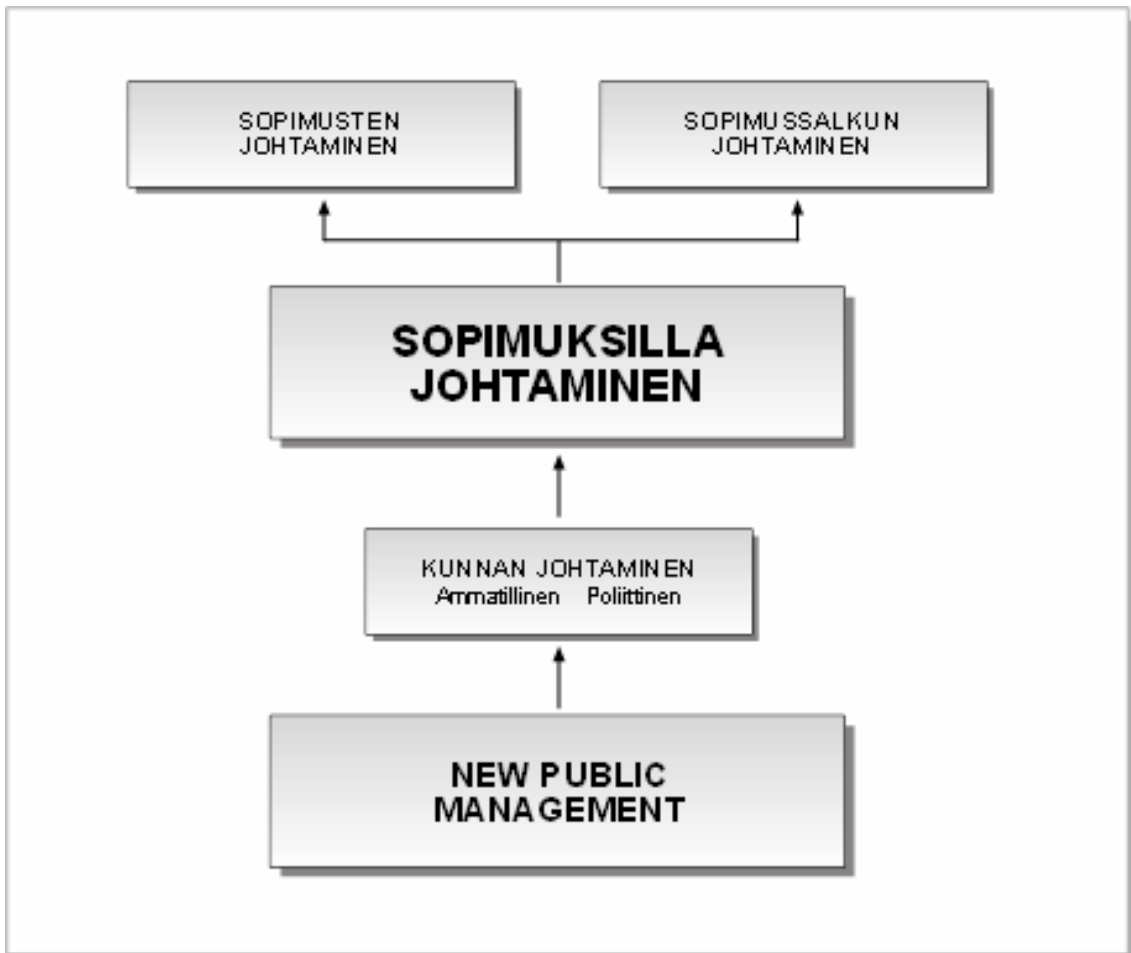 SOPIMUSTEN
JOHTAMINEN
SOPIMUSSALKUN
JOHTAMINEN
SOPIMUKSILLA
JOHTAMINEN
KUNNAN JOHTAMINEN
Ammatillinen Poliittinen
NEW PUBLIC
MANAGEMENT